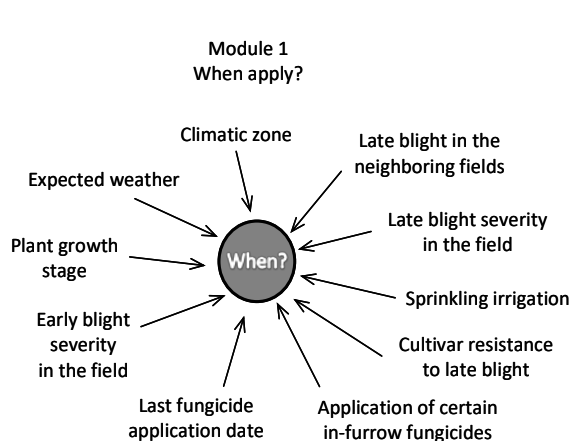 Module 1
When apply?
Climatic zone
Late blight in the
neighboring fields
Expected weather
Late blight severity
in the field
Plant growth
stage
When?
Sprinkling irrigation
Early blight
severity
in the field
Cultivar resistance
to late blight
Last fungicide
application date
Application of certain
in-furrow fungicides